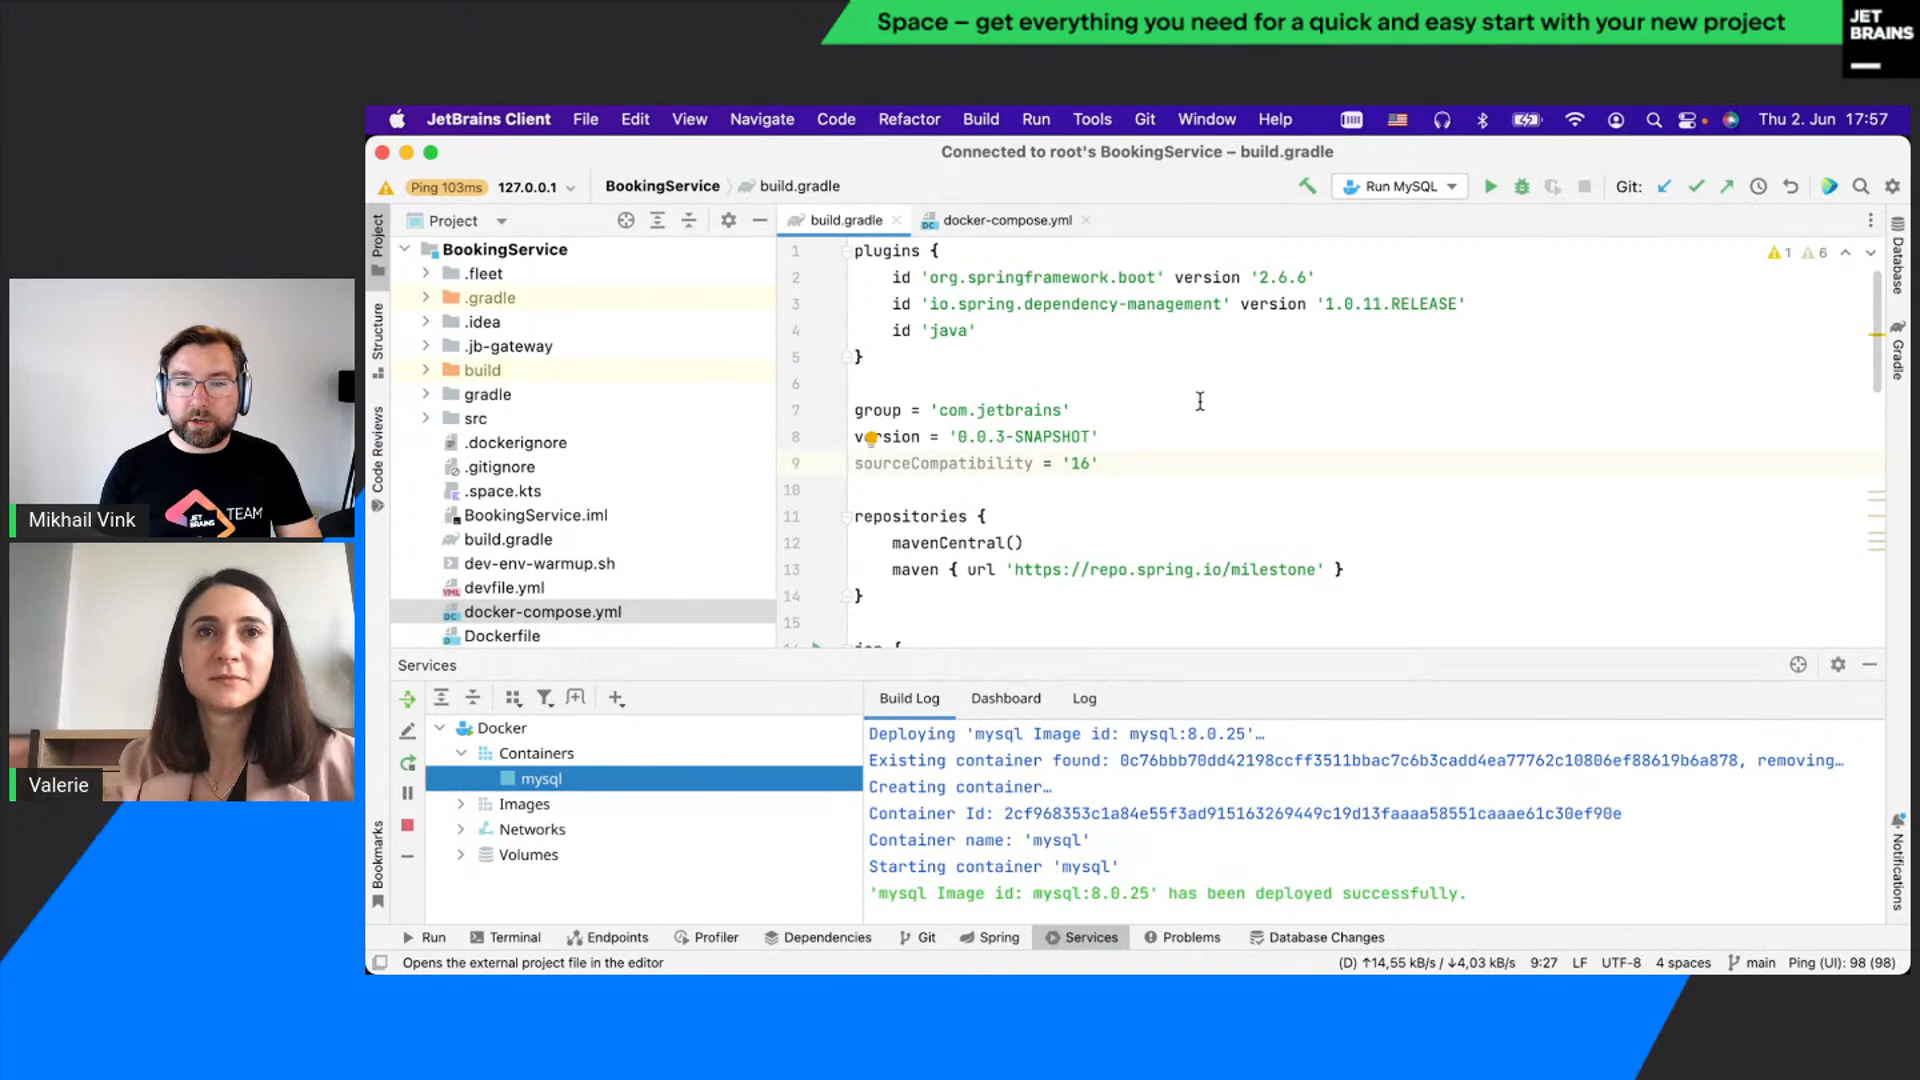 Space – get everything you need for a quick and easy start with your new project
JET
BRAINS
JetBrains Client File Edit View Navigate Code Refactor Build Run Tools Git Window Help Thu 2. Jun 17:57
Connected to root's BookingService – build.gradle
Ping 103ms 127.0.0.1 BookingService build.gradle Run MySQL Git:
Project
build.gradle docker-compose.yml
Project
Structure
Code Reviews
Bookmarks
BookingService
.fleet
.gradle
.idea
.jb-gateway
build
gradle
src
.dockerignore
.gitignore
.space.kts
BookingService.iml
build.gradle
dev-env-warmup.sh
devfile.yml
docker-compose.yml
Dockerfile
1 plugins {
2 id 'org.springframework.boot' version '2.6.6'
3 id 'io.spring.dependency-management' version '1.0.11.RELEASE'
4 id 'java'
5 }
6
7 group = 'com.jetbrains'
8 version = '0.0.3-SNAPSHOT'
9 sourceCompatibility = '16'
10
11 repositories {
12 mavenCentral()
13 maven { url 'https://repo.spring.io/milestone' }
14 }
15
1 6
Database
Gradle
Notifications
Mikhail Vink
JET
BRAINS
TEAM
Valerie
Services
Docker
Containers
mysql
Images
Networks
Volumes
Build Log Dashboard Log
Deploying 'mysql Image id: mysql:8.0.25'…
Existing container found: 0c76bbb70dd42198ccff3511bbac7c6b3cadd4ea77762c10806ef88619b6a878, removing…
Creating container…
Container Id: 2cf968353c1a84e55f3ad915163269449c19d13faaaa58551caaae61c30ef90e
Container name: 'mysql'
Starting container 'mysql'
'mysql Image id: mysql:8.0.25' has been deployed successfully.
Run Terminal Endpoints Profiler Dependencies Git Spring Services Problems Database Changes
Opens the external project file in the editor (D) ↑14,55 kB/s / ↓4,03 kB/s 9:27 LF UTF-8 4 spaces main Ping (UI): 98 (98)